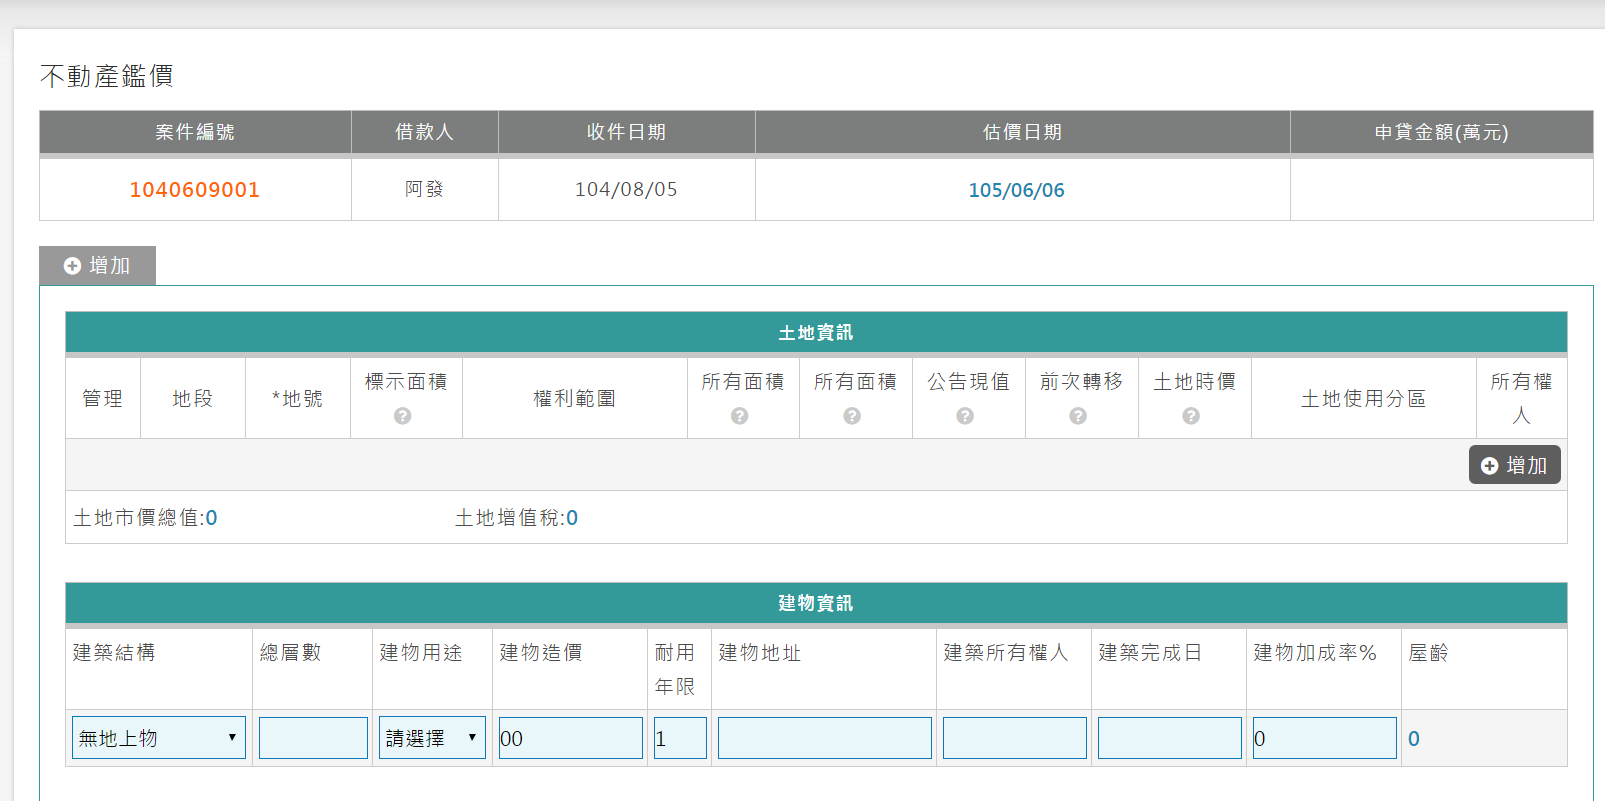 不動產鑑價
案件編號 借款人 收件日期 估價日期 申貸金額(萬元)
1040609001 阿發 104/08/05 105/06/06
增加
土地資訊
管理 地段 *地號 標示面積 權利範圍 所有面積 所有面積 公告現值 前次轉移 土地時價 土地使用分區 所有權人
增加
土地市價總值:0 土地增值稅:0
建物資訊
建築結構 總層數 建物用途 建物造價 耐用年限 建物地址 建築所有權人 建築完成日 建物加成率% 屋齡
無地上物 請選擇 00 1 0 0